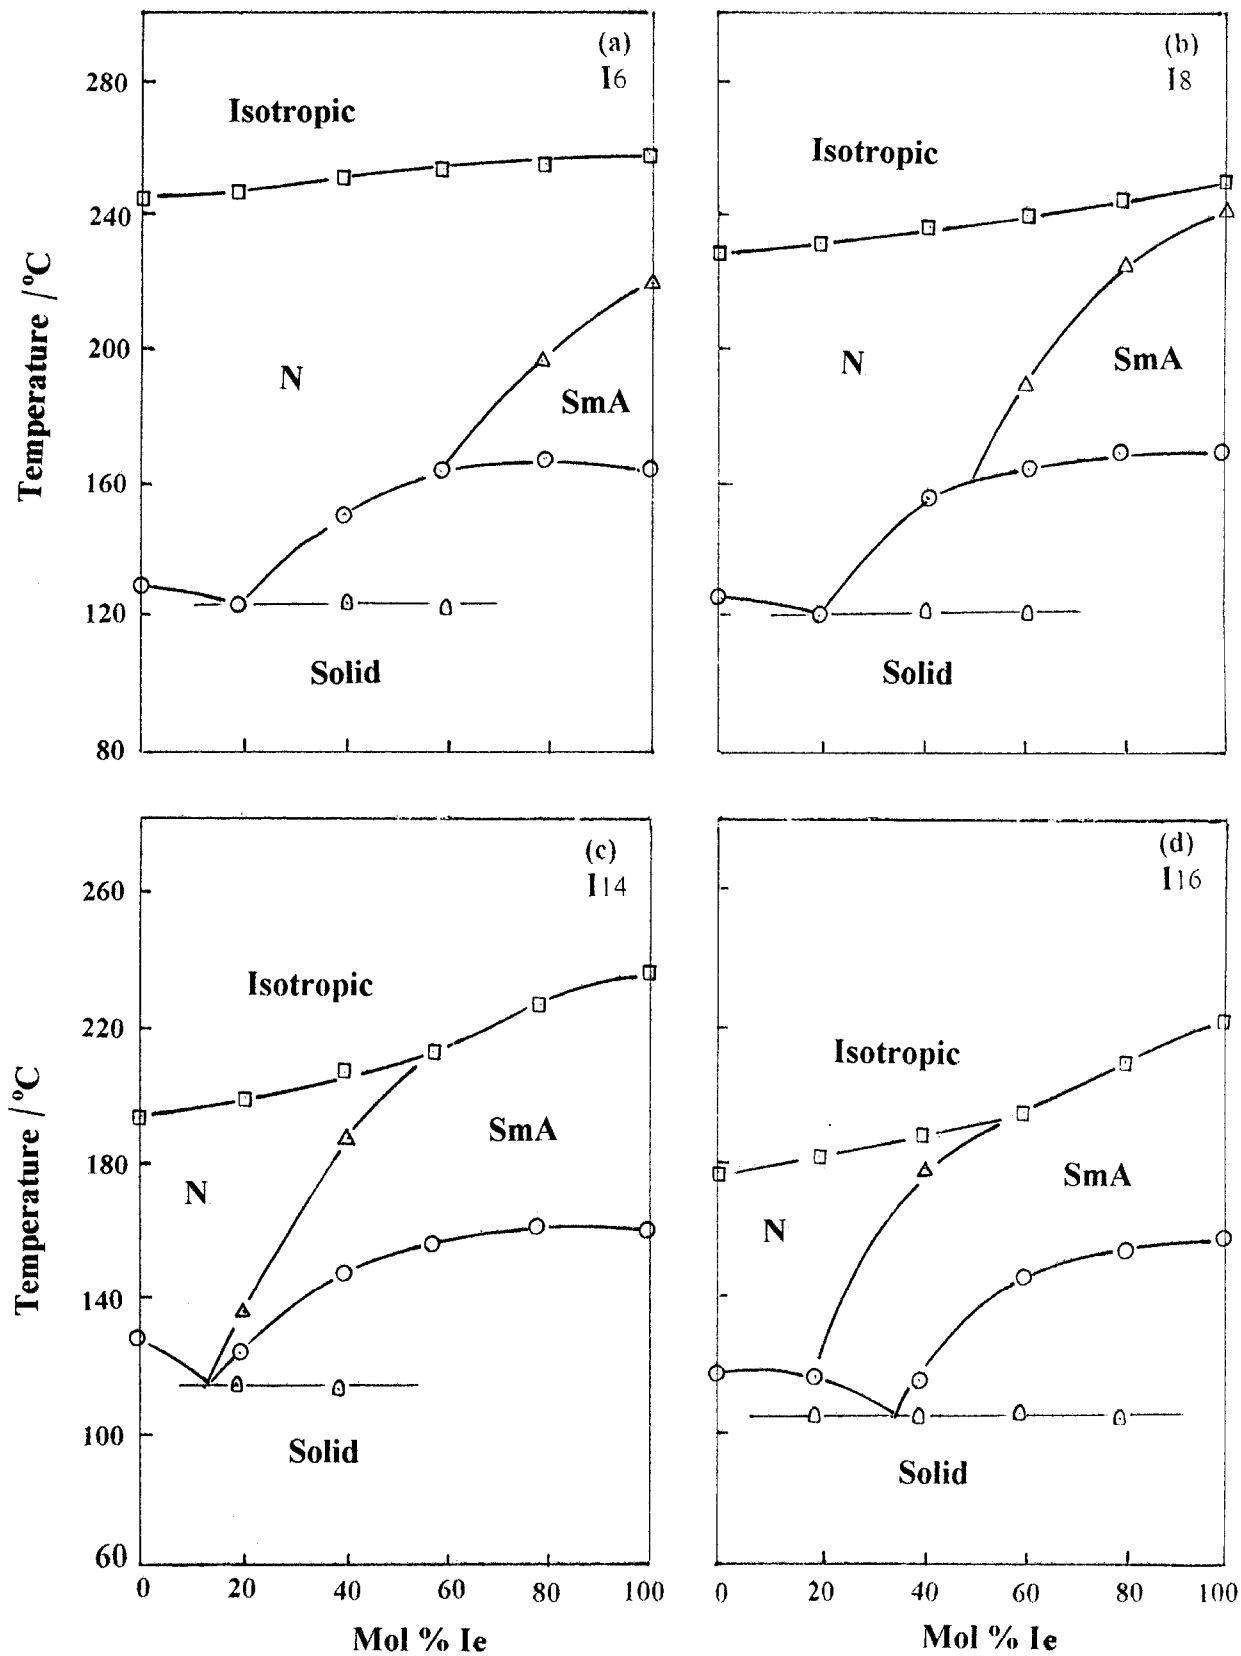 (a)
I6
280
Isotropic
240
200
N
SmA
160
120
Solid
80
Temperature /°C
(b)
I8
Isotropic
N
SmA
Solid
(c)
I14
260
Isotropic
220
SmA
180
N
140
100
Solid
60
0 20 40 60 80 100
Mol % Ie
Temperature /°C
(d)
I16
Isotropic
SmA
N
Solid
0 20 40 60 80 100
Mol % Ie